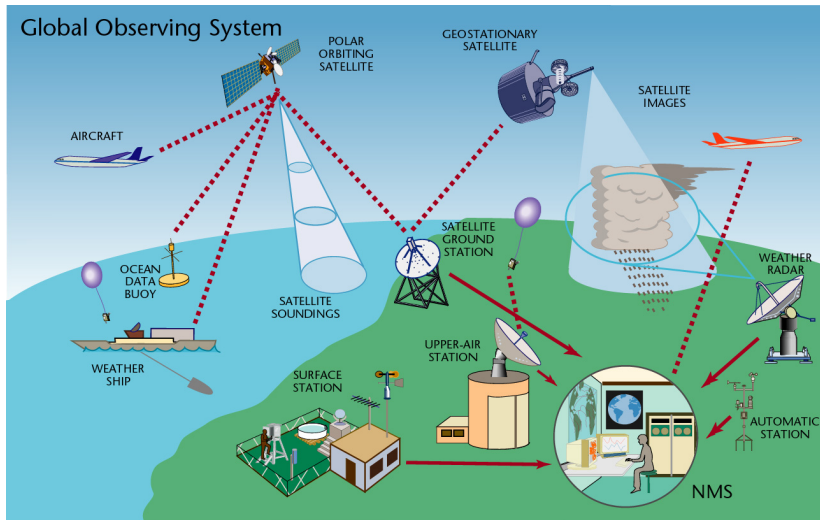 Global Observing System
POLAR
ORBITING
SATELLITE
GEOSTATIONARY
SATELLITE
SATELLITE
IMAGES
AIRCRAFT
OCEAN
DATA
BUOY
SATELLITE
SOUNDINGS
SATELLITE
GROUND
STATION
WEATHER
RADAR
WEATHER
SHIP
UPPER-AIR
STATION
SURFACE
STATION
AUTOMATIC
STATION
NMS